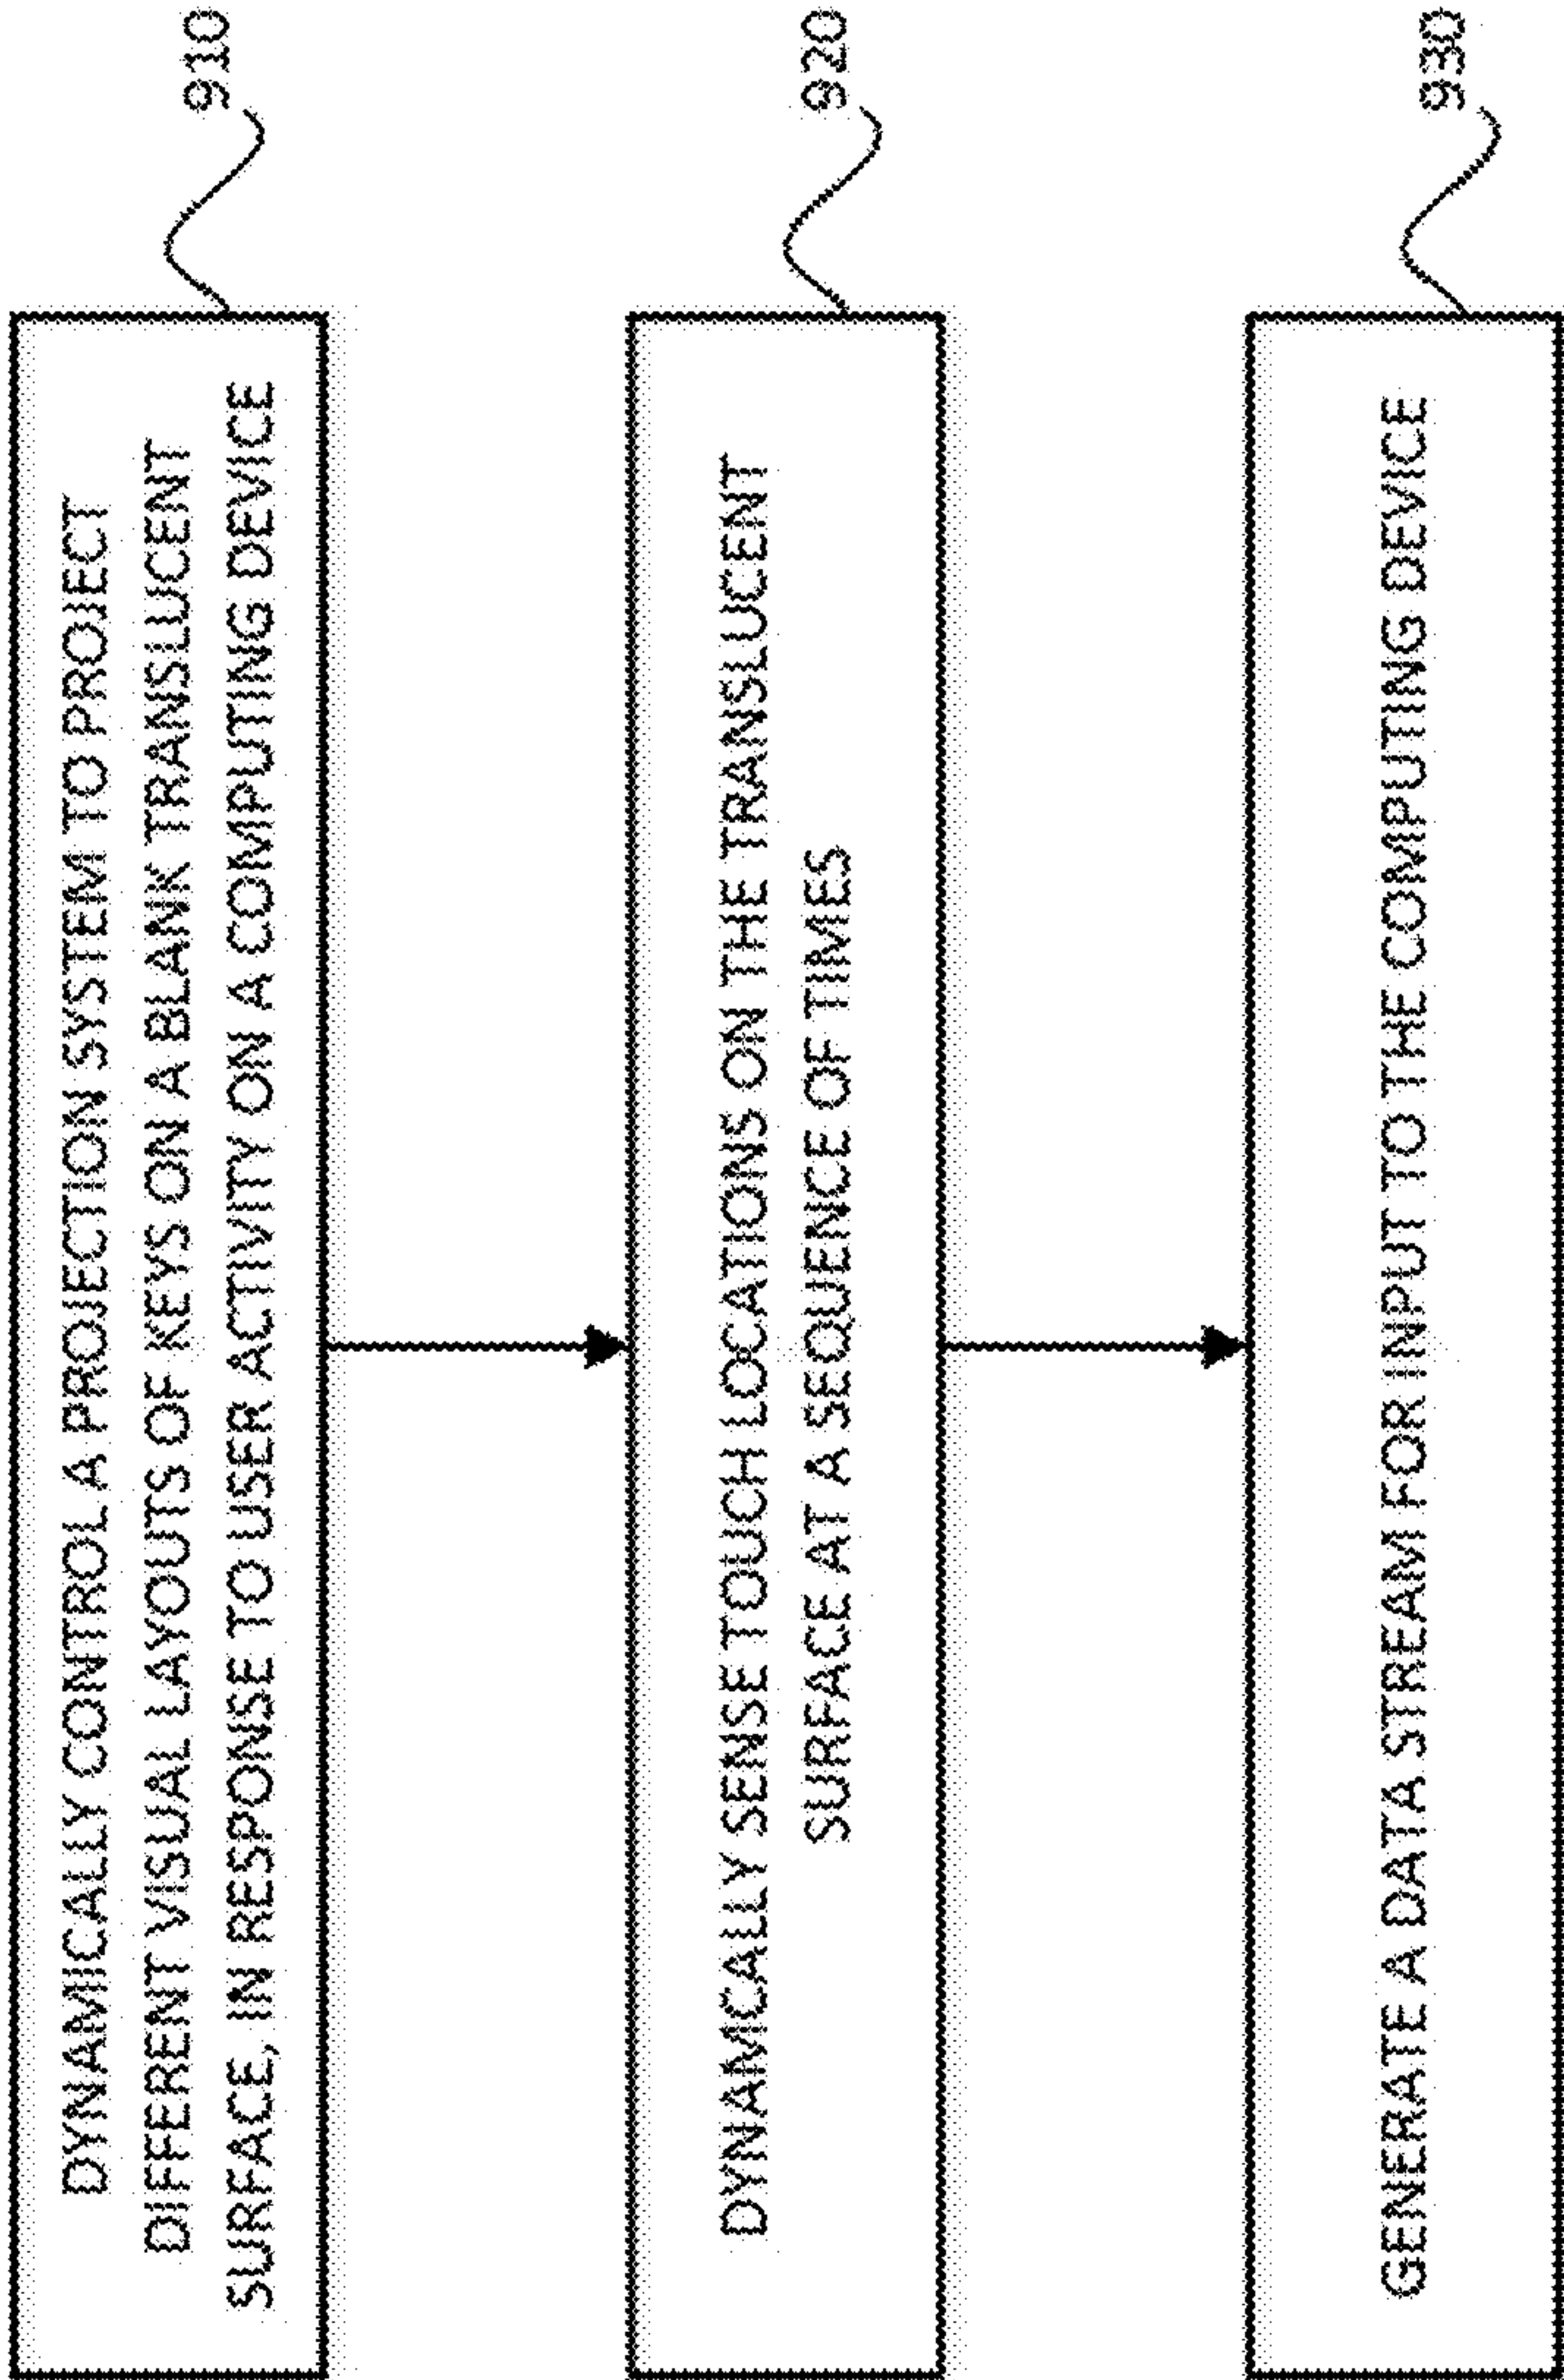 DYNAMICALLY CONTROL A PROJECTION SYSTEM TO PROJECT
DIFFERENT VISUAL LAYOUTS OF KEYS ON A BLANK TRANSLUCENT
SURFACE, IN RESPONSE TO USER ACTIVITY ON A COMPUTING DEVICE
910
DYNAMICALLY SENSE TOUCH LOCATIONS ON THE TRANSLUCENT
SURFACE AT A SEQUENCE OF TIMES
920
GENERATE A DATA STREAM FOR INPUT TO THE COMPUTING DEVICE
930